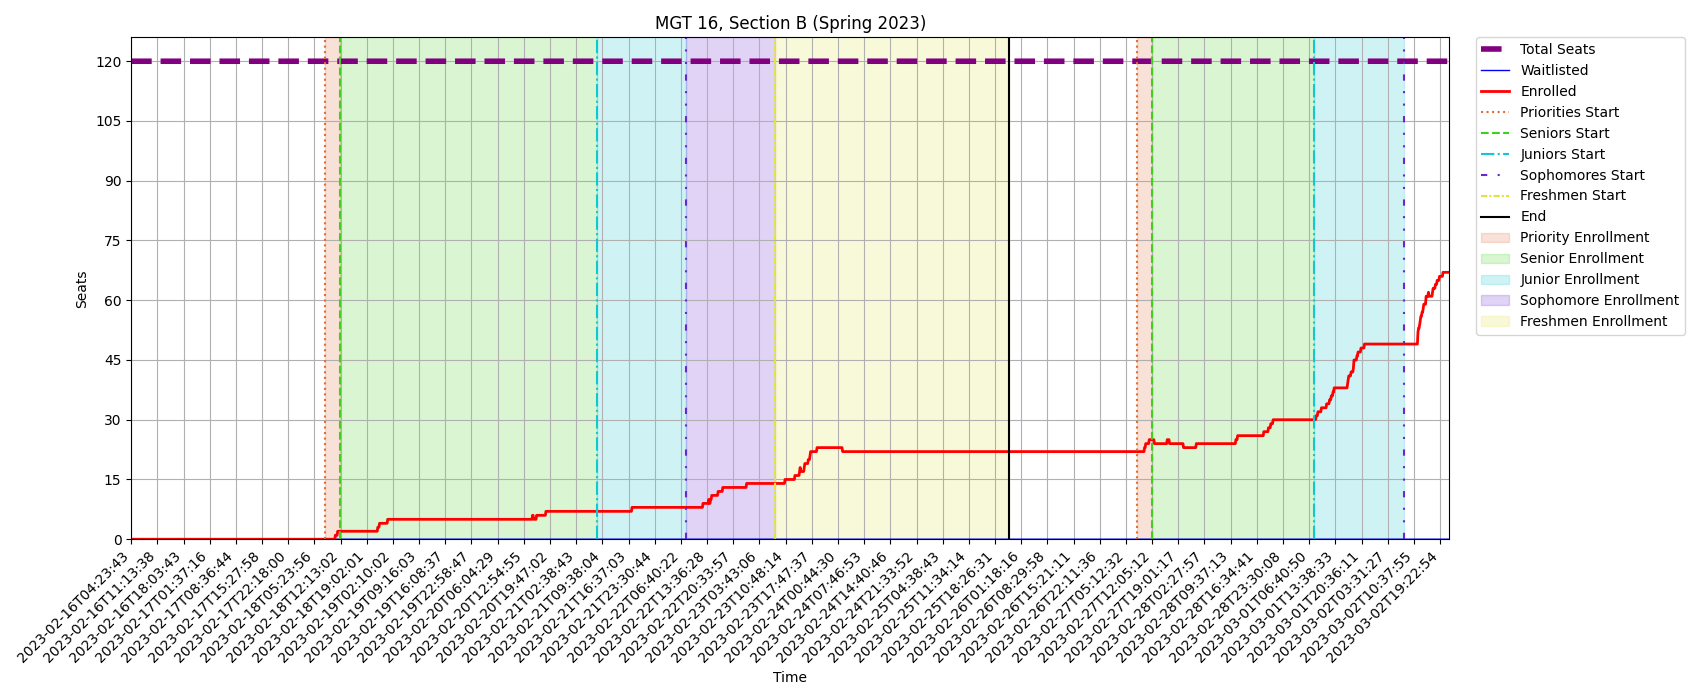 MGT 16, Section B (Spring 2023)
Seats
120
105
90
75
60
45
30
15
0
2023-02-16T04:23:43
2023-02-16T11:13:38
2023-02-16T18:03:43
2023-02-17T01:37:16
2023-02-17T08:36:44
2023-02-17T15:27:58
2023-02-17T22:18:00
2023-02-18T05:23:56
2023-02-18T12:13:02
2023-02-18T19:02:01
2023-02-19T02:10:02
2023-02-19T09:16:03
2023-02-19T16:08:37
2023-02-19T22:58:47
2023-02-20T06:04:29
2023-02-20T12:54:55
2023-02-20T19:47:02
2023-02-21T02:38:43
2023-02-21T09:38:04
2023-02-21T16:37:03
2023-02-21T23:30:44
2023-02-22T06:40:22
2023-02-22T13:36:28
2023-02-22T20:33:57
2023-02-23T03:43:06
2023-02-23T10:48:14
2023-02-23T17:47:37
2023-02-24T00:44:30
2023-02-24T07:46:53
2023-02-24T14:40:46
2023-02-24T21:33:52
2023-02-25T04:38:43
2023-02-25T11:34:14
2023-02-25T18:26:31
2023-02-26T01:18:16
2023-02-26T08:29:58
2023-02-26T15:21:11
2023-02-26T22:11:36
2023-02-27T05:12:32
2023-02-27T12:05:12
2023-02-27T19:01:17
2023-02-28T02:27:57
2023-02-28T09:37:13
2023-02-28T16:34:41
2023-02-28T23:30:08
2023-03-01T06:40:50
2023-03-01T13:38:33
2023-03-01T20:36:11
2023-03-02T03:31:27
2023-03-02T10:37:55
2023-03-02T19:22:54
Time
Total Seats
Waitlisted
Enrolled
Priorities Start
Seniors Start
Juniors Start
Sophomores Start
Freshmen Start
End
Priority Enrollment
Senior Enrollment
Junior Enrollment
Sophomore Enrollment
Freshmen Enrollment